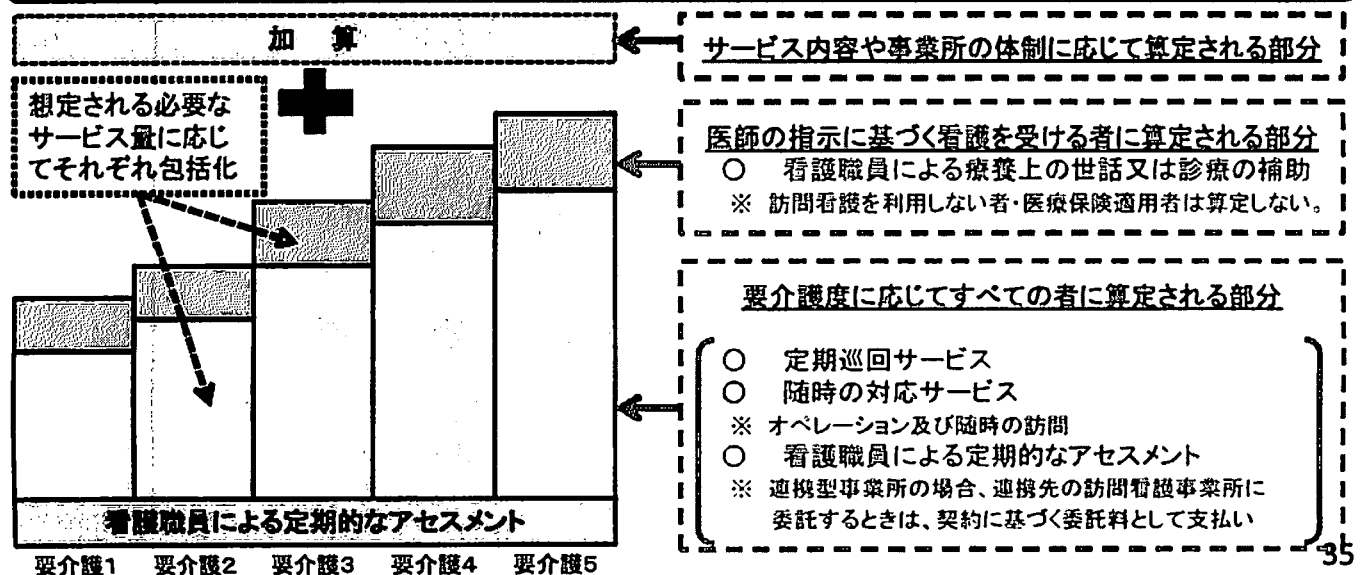 加 算
サービス内容や事業所の体制に応じて算定される部分
想定される必要な
サービス量に応じ
てそれぞれ包括化
医師の指示に基づく看護を受ける者に算定される部分
○ 看護職員による療養上の世話又は診療の補助
※ 訪問看護を利用しない者・医療保険適用者は算定しない。
要介護度に応じてすべての者に算定される部分
○ 定期巡回サービス
○ 随時の対応サービス
※ オペレーション及び随時の訪問
○ 看護職員による定期的なアセスメント
※ 連携型事業所の場合、連携先の訪問看護事業所に
委託するときは、契約に基づく委託料として支払い
看護職員による定期的なアセスメント
要介護1 要介護2 要介護3 要介護4 要介護5
35